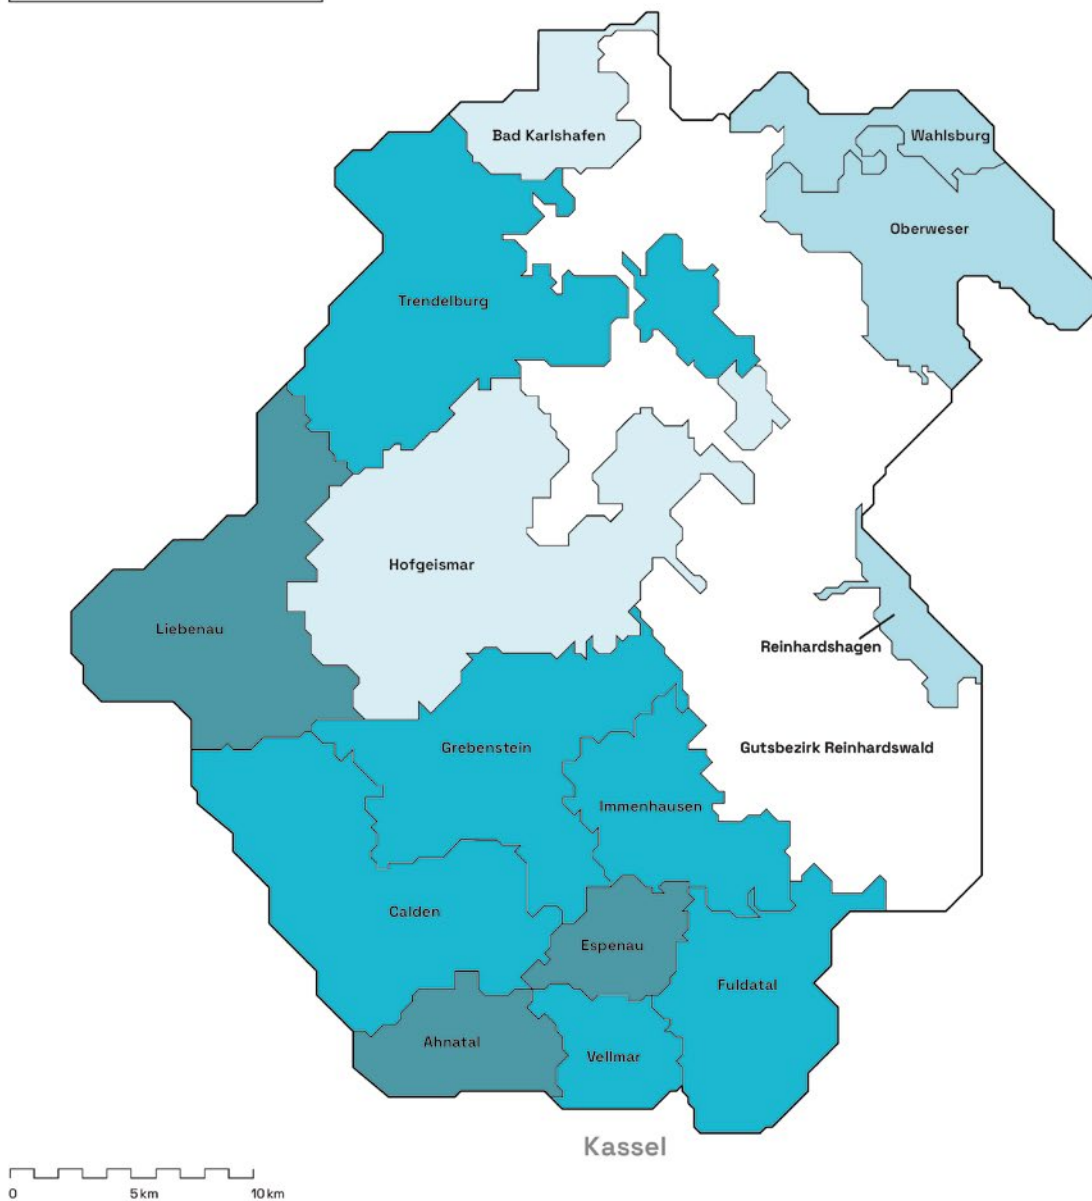 Bad Karlshafen
Wahlsburg
Oberweser
Trendelburg
Hofgeismar
Liebenau
Reinhardshagen
Grebenstein
Gutsbezirk Reinhardswald
Immenhausen
Calden
Espenau
Fuldatal
Ahnatal
Vellmar
Kassel
0 5 km 10 km